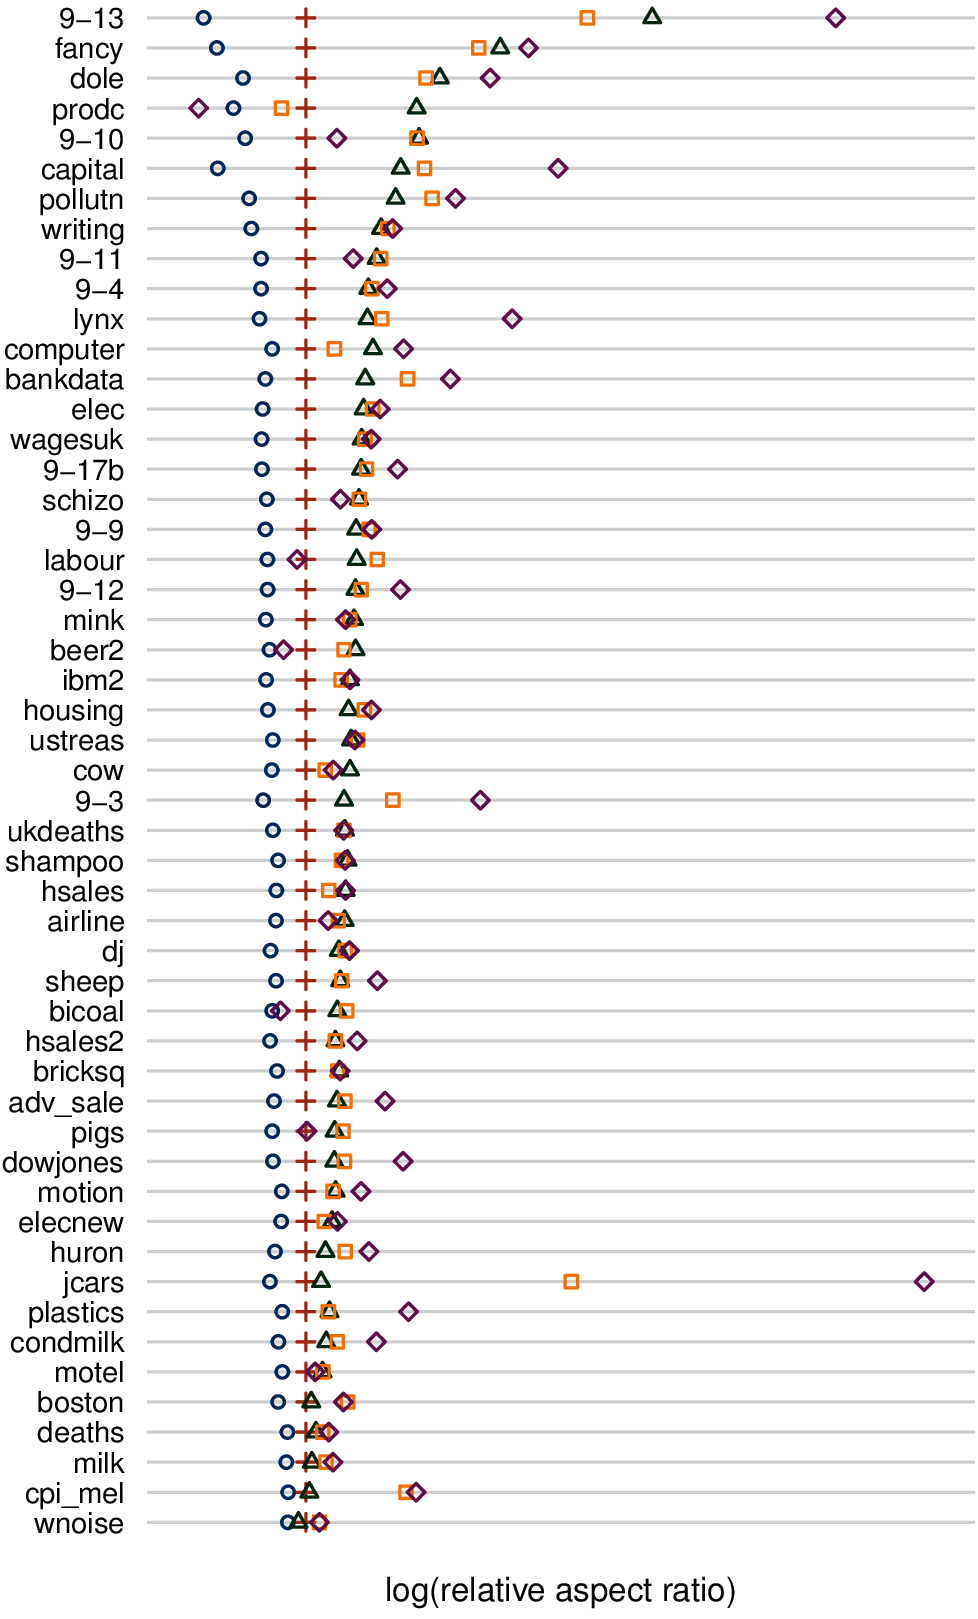 9−13
fancy
dole
prodc
9−10
capital
pollutn
writing
9−11
9−4
lynx
computer
bankdata
elec
wagesuk
9−17b
schizo
9−9
labour
9−12
mink
beer2
ibm2
housing
ustreas
cow
9−3
ukdeaths
shampoo
hsales
airline
dj
sheep
bicoal
hsales2
bricksq
adv_sale
pigs
dowjones
motion
elecnew
huron
jcars
plastics
condmilk
motel
boston
deaths
milk
cpi_mel
wnoise
log(relative aspect ratio)